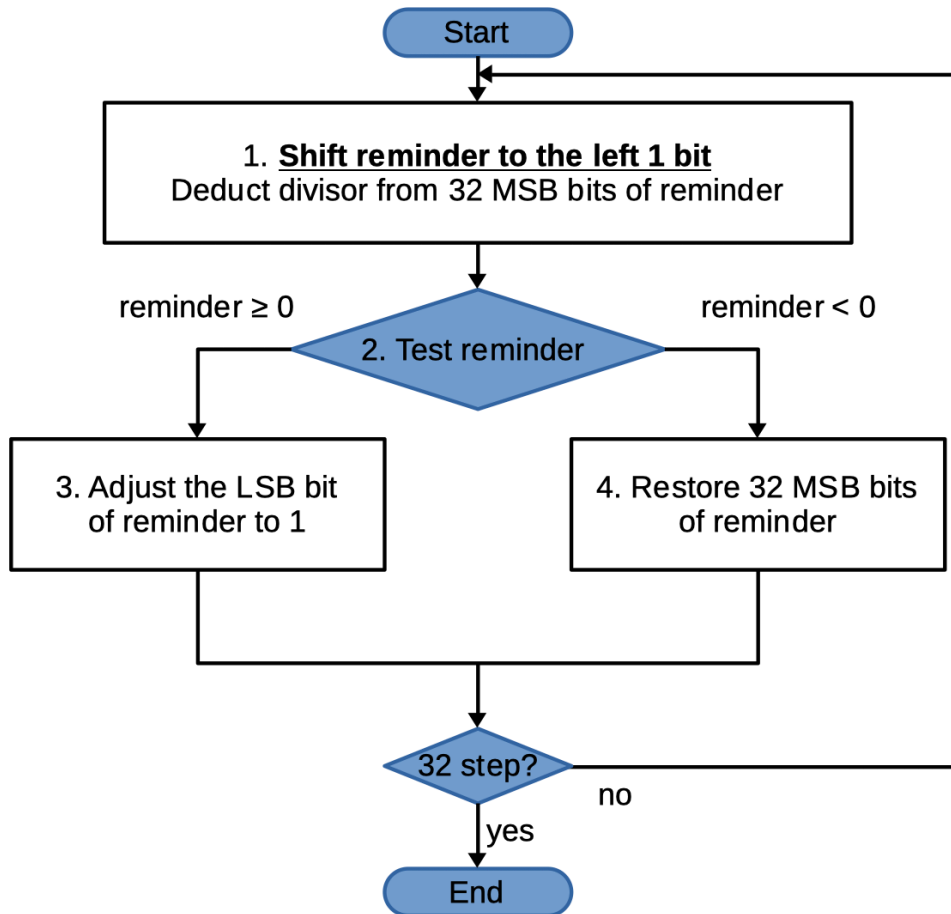 Start
1. Shift reminder to the left 1 bit
Deduct divisor from 32 MSB bits of reminder
reminder ≥ 0
reminder < 0
2. Test reminder
3. Adjust the LSB bit
of reminder to 1
4. Restore 32 MSB bits
of reminder
32 step?
no
yes
End